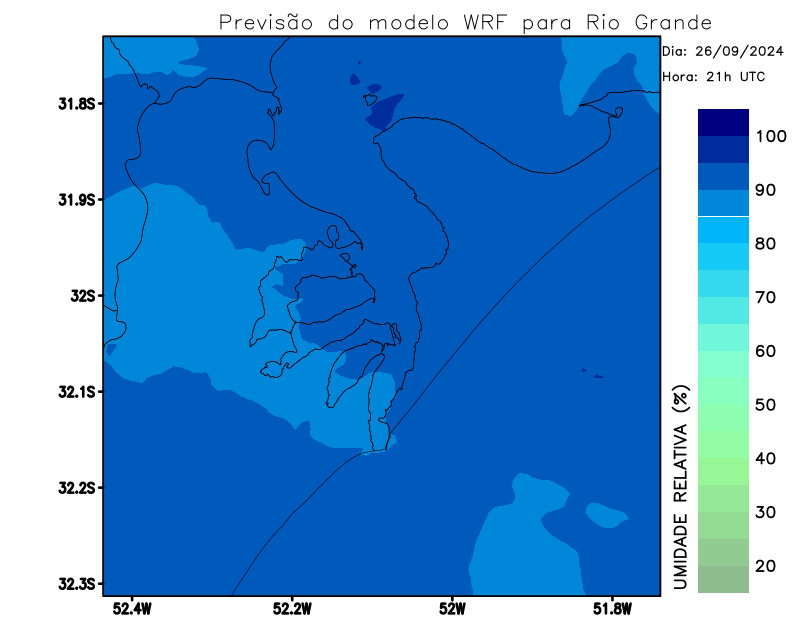 Previsão do modelo WRF para Rio Grande
Dia: 26/09/2024
Hora: 21h UTC
31.8S
31.9S
32S
32.1S
32.2S
32.3S
52.4W 52.2W 52W 51.8W
UMIDADE RELATIVA (%)
100
90
80
70
60
50
40
30
20